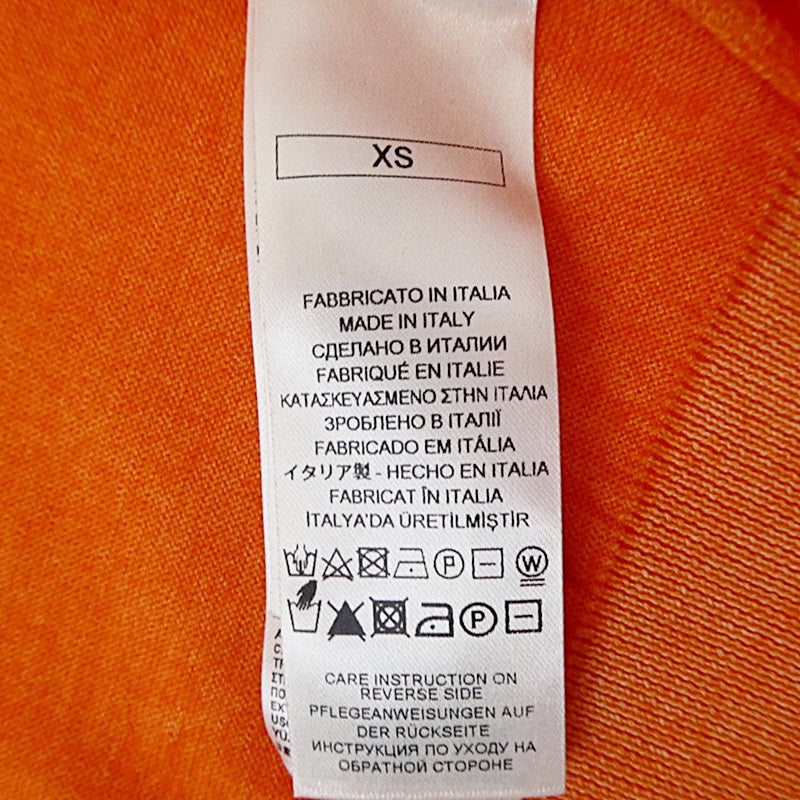 XS
FABBRICATO IN ITALIA
MADE IN ITALY
СДЕЛАНО В ИТАЛИИ
FABRIQUÉ EN ITALIE
ΚΑΤΑΣΚΕΥΑΣΜΕΝΟ ΣΤΗΝ ΙΤΑΛΙΑ
ЗРОБЛЕНО В ІТАЛІЇ
FABRICADO EM ITÁLIA
イタリア製 - HECHO EN ITALIA
FABRICAT ÎN ITALIA
İTALYA'DA ÜRETİLMİŞTİR
P W
P
CARE INSTRUCTION ON
REVERSE SIDE
PFLEGEANWEISUNGEN AUF
DER RÜCKSEITE
ИНСТРУКЦИЯ ПО УХОДУ НА
ОБРАТНОЙ СТОРОНЕ